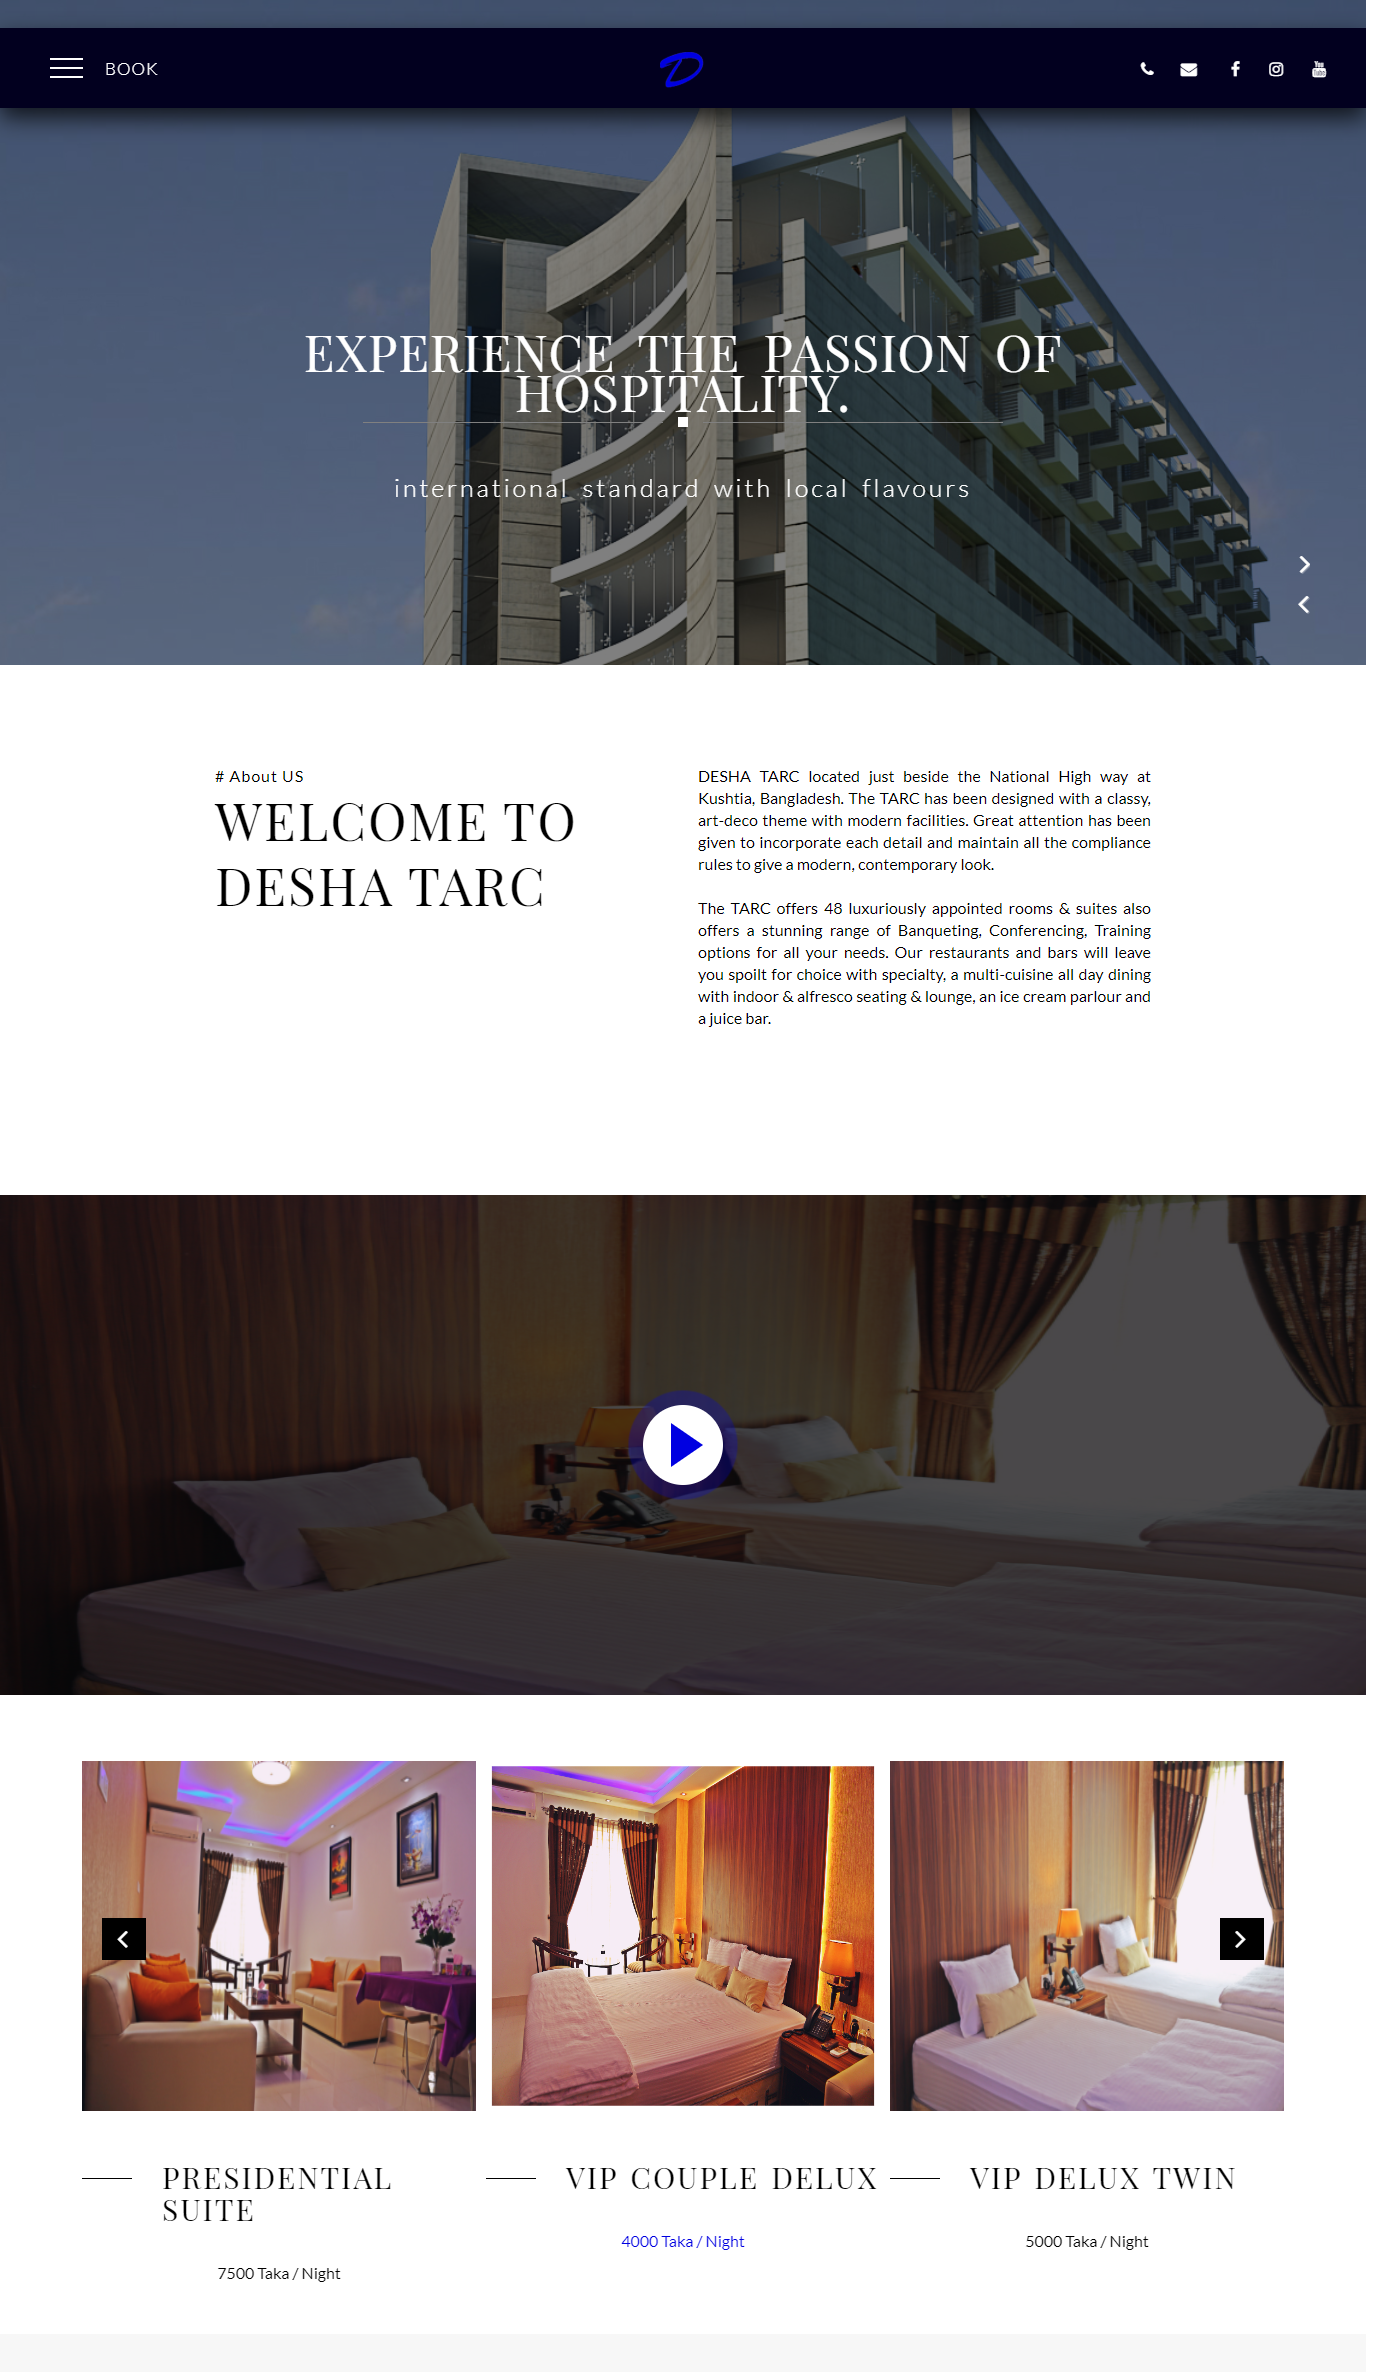 BOOK
D
EXPERIENCE THE PASSION OF
HOSPITALITY.
international standard with local flavours
# About US
WELCOME TO
DESHA TARC
DESHA TARC located just beside the National High way at
Kushtia, Bangladesh. The TARC has been designed with a classy,
art-deco theme with modern facilities. Great attention has been
given to incorporate each detail and maintain all the compliance
rules to give a modern, contemporary look.
The TARC offers 48 luxuriously appointed rooms & suites also
offers a stunning range of Banqueting, Conferencing, Training
options for all your needs. Our restaurants and bars will leave
you spoilt for choice with specialty, a multi-cuisine all day dining
with indoor & alfresco seating & lounge, an ice cream parlour and
a juice bar.
PRESIDENTIAL
SUITE
7500 Taka / Night
VIP COUPLE DELUX
4000 Taka / Night
VIP DELUX TWIN
5000 Taka / Night